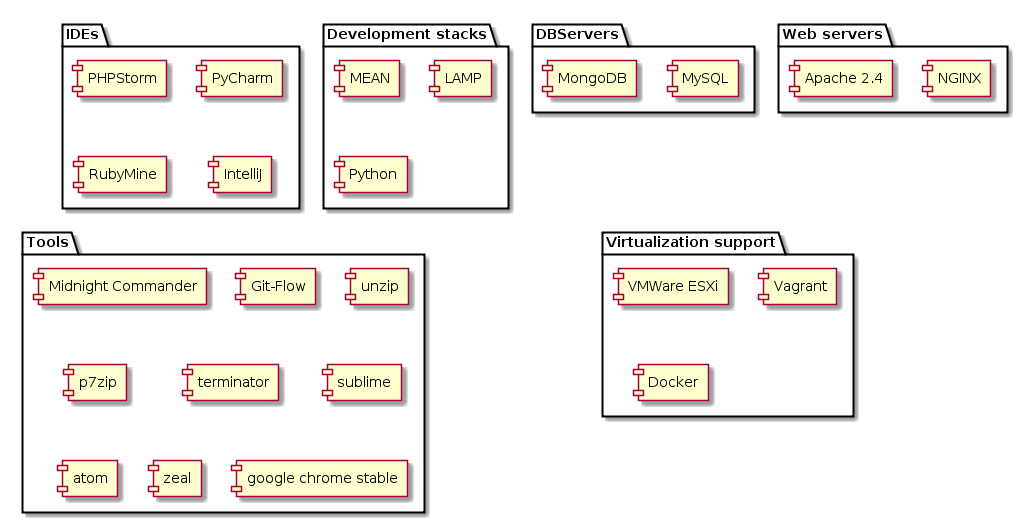 IDEs
PHPStorm
PyCharm
RubyMine
IntelliJ
Development stacks
MEAN
LAMP
Python
DBServers
MongoDB
MySQL
Web servers
Apache 2.4
NGINX
Tools
Midnight Commander
Git-Flow
unzip
p7zip
terminator
sublime
atom
zeal
google chrome stable
Virtualization support
VMWare ESXi
Vagrant
Docker